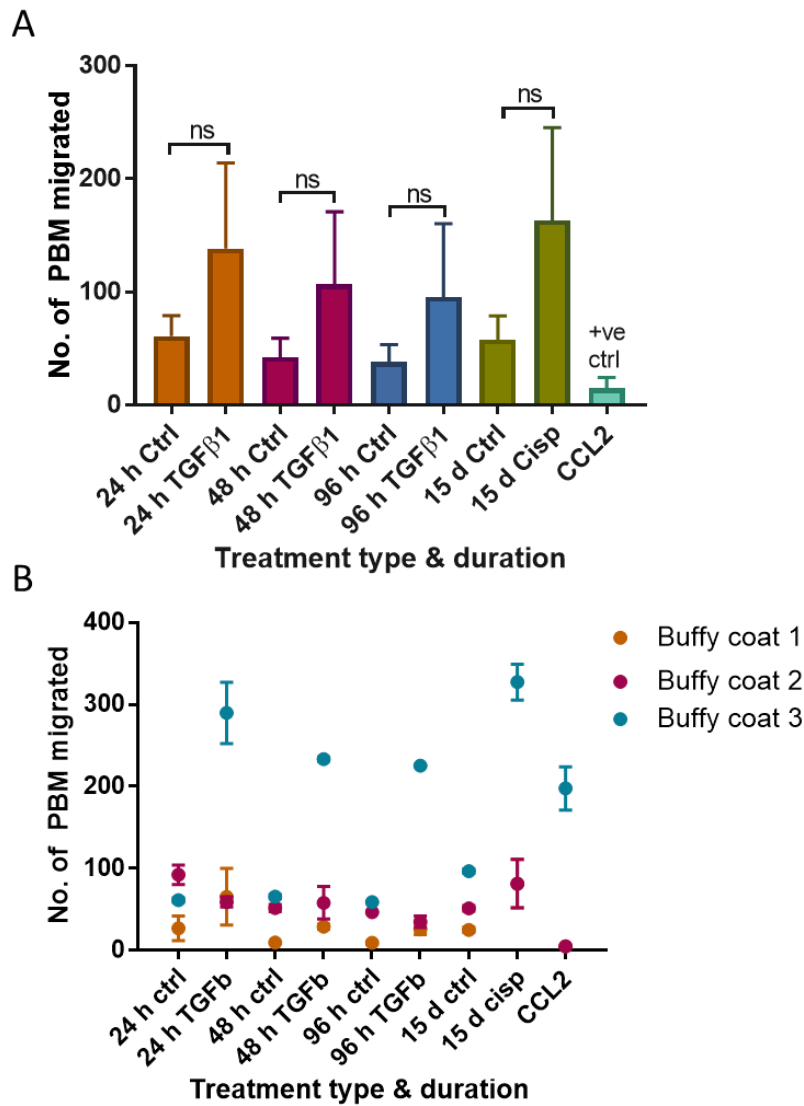 A
No. of PBM migrated
300
200
100
0
ns
ns
ns
ns
+ve
ctrl
24 h Ctrl
24 h TGFβ1
48 h Ctrl
48 h TGFβ1
96 h Ctrl
96 h TGFβ1
15 d Ctrl
15 d Cisp
CCL2
Treatment type & duration
B
No. of PBM migrated
400
300
200
100
0
Buffy coat 1
Buffy coat 2
Buffy coat 3
24 h ctrl
24 h TGFb
48 h ctrl
48 h TGFb
96 h ctrl
96 h TGFb
15 d ctrl
15 d cisp
CCL2
Treatment type & duration